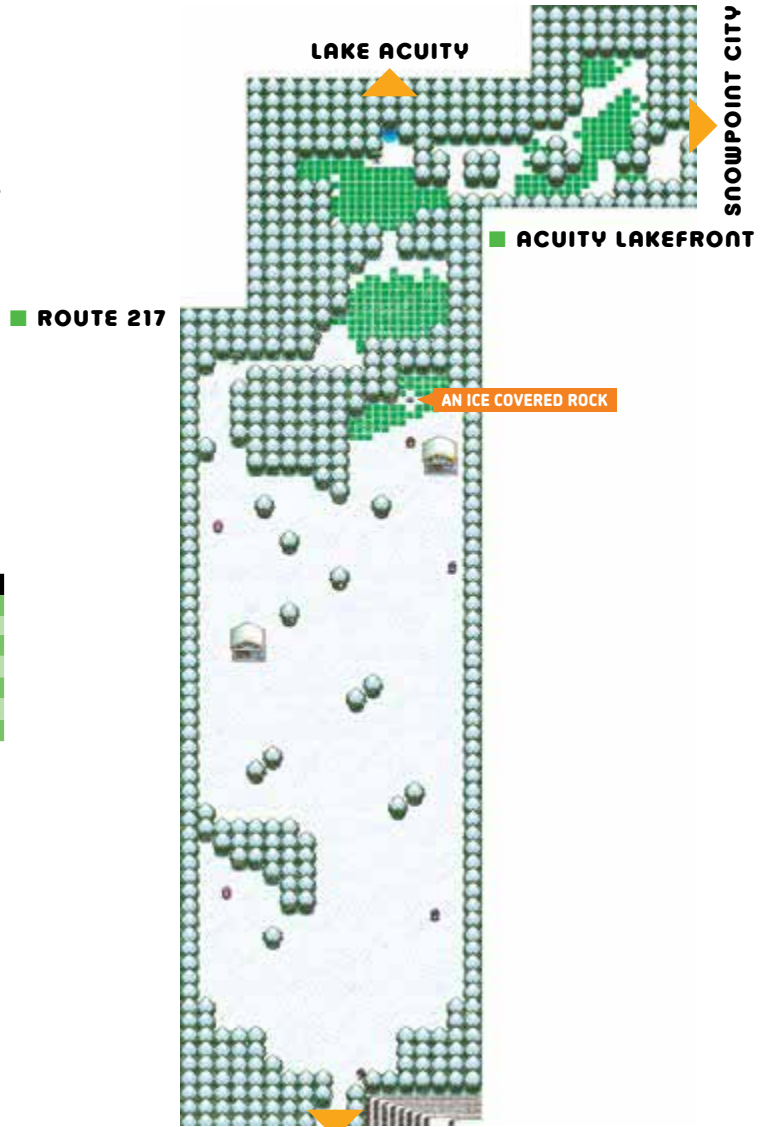 LAKE ACUITY
SNOWPOINT CITY
ACUITY LAKEFRONT
ROUTE 217
AN ICE COVERED ROCK